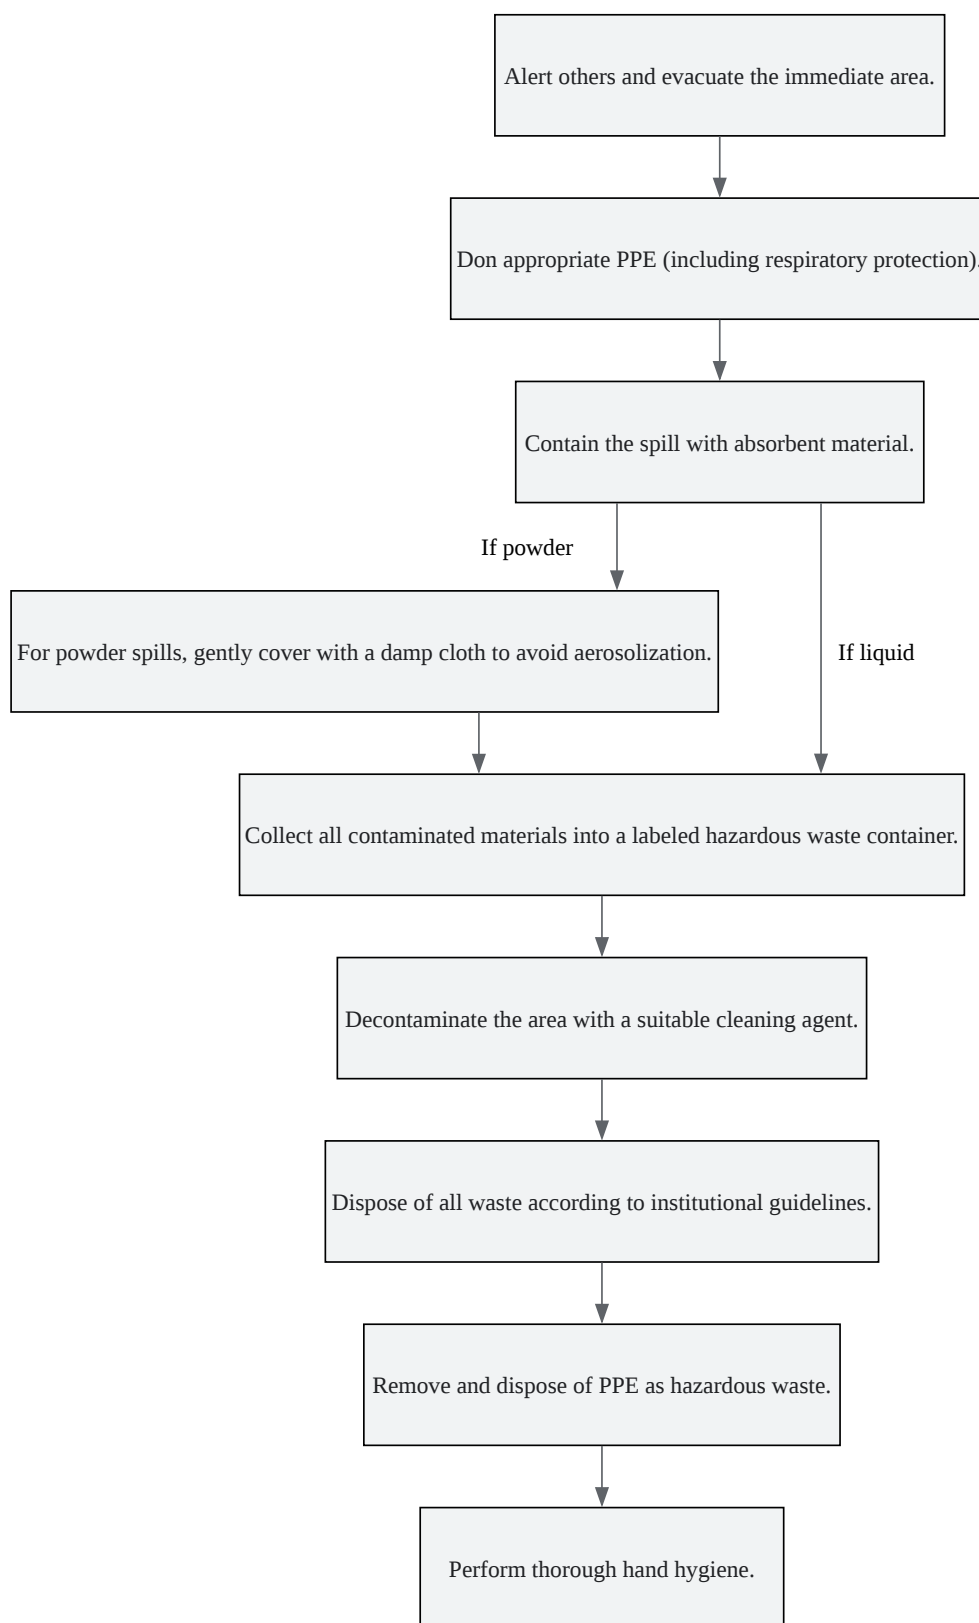 Alert others and evacuate the immediate area.
Don appropriate PPE (including respiratory protection).
Contain the spill with absorbent material.
If powder
For powder spills, gently cover with a damp cloth to avoid aerosolization.
If liquid
Collect all contaminated materials into a labeled hazardous waste container.
Decontaminate the area with a suitable cleaning agent.
Dispose of all waste according to institutional guidelines.
Remove and dispose of PPE as hazardous waste.
Perform thorough hand hygiene.